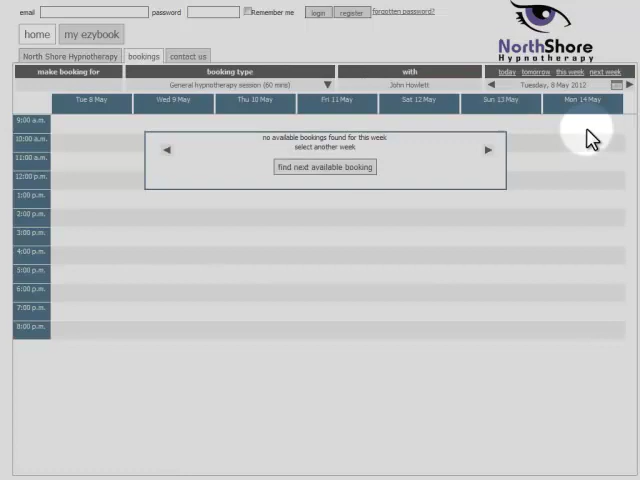 email password Remember me login register forgotten password?
home my ezybook
NorthShore
Hypnotherapy
North Shore Hypnotherapy bookings contact us
make booking for booking type with today tomorrow this week next week
General hypnotherapy session (60 mins) John Howlett Tuesday, 8 May 2012
Tue 8 May Wed 9 May Thu 10 May Fri 11 May Sat 12 May Sun 13 May Mon 14 May
9:00 a.m.
10:00 a.m.
11:00 a.m.
12:00 p.m.
1:00 p.m.
2:00 p.m.
3:00 p.m.
4:00 p.m.
5:00 p.m.
6:00 p.m.
7:00 p.m.
8:00 p.m.
no available bookings found for this week
select another week
find next available booking